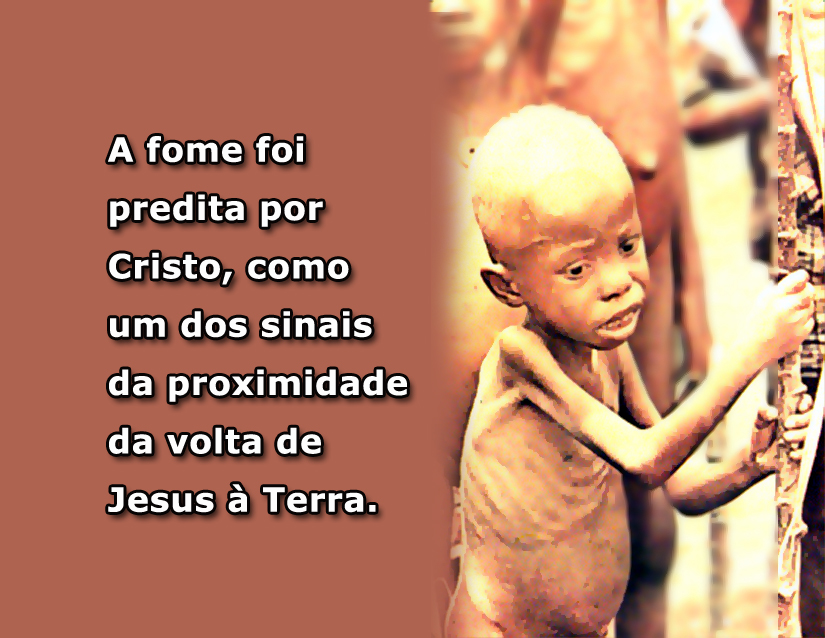 A fome foi
predita por
Cristo, como
um dos sinais
da proximidade
da volta de
Jesus à Terra.